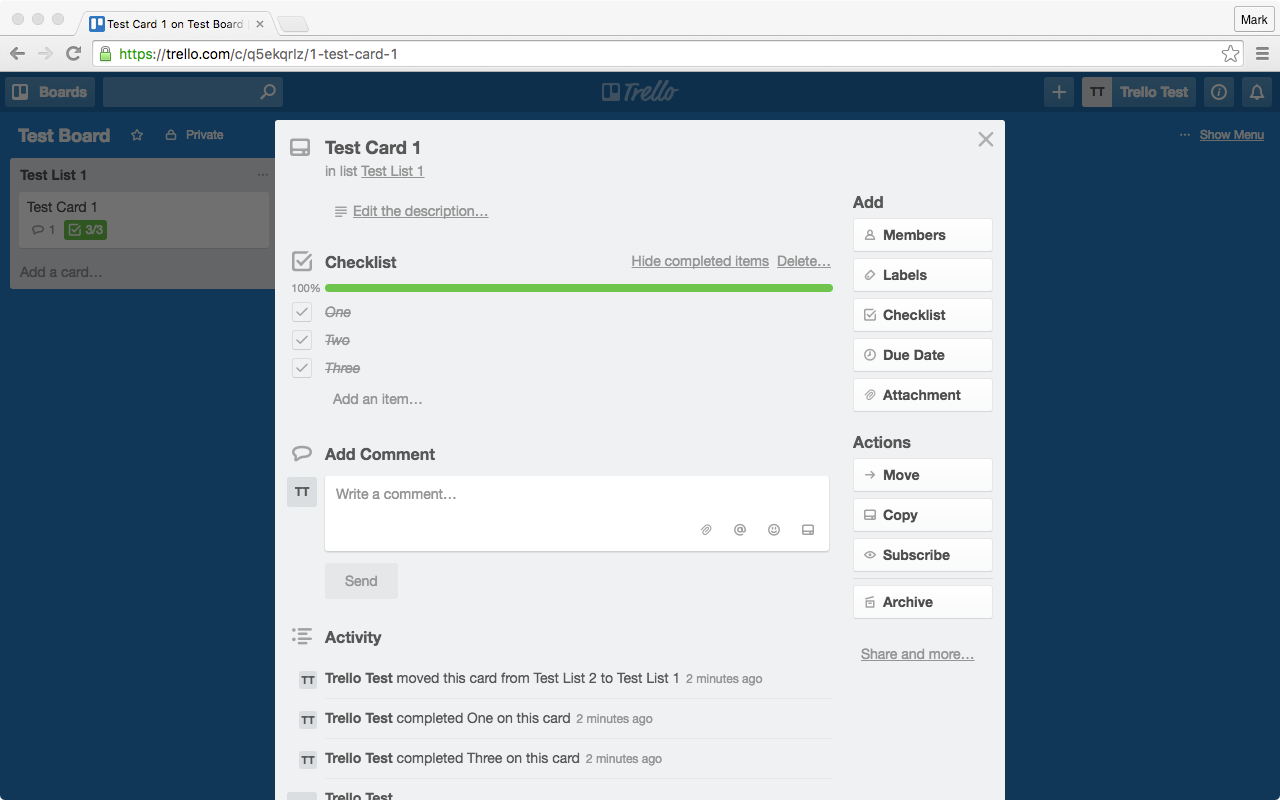 Test Card 1 on Test Board
Mark
https://trello.com/c/q5ekqrlz/1-test-card-1
Boards
Trello
TT
Trello Test
Test Board
Private
Show Menu
Test List 1
Test Card 1
1
3/3
Add a card…
Test Card 1
in list Test List 1
Edit the description…
Checklist
Hide completed items
Delete…
100%
One
Two
Three
Add an item…
Add Comment
TT
Write a comment…
Send
Activity
TT Trello Test moved this card from Test List 2 to Test List 1 2 minutes ago
TT Trello Test completed One on this card 2 minutes ago
TT Trello Test completed Three on this card 2 minutes ago
Trello Test
Add
Members
Labels
Checklist
Due Date
Attachment
Actions
Move
Copy
Subscribe
Archive
Share and more…